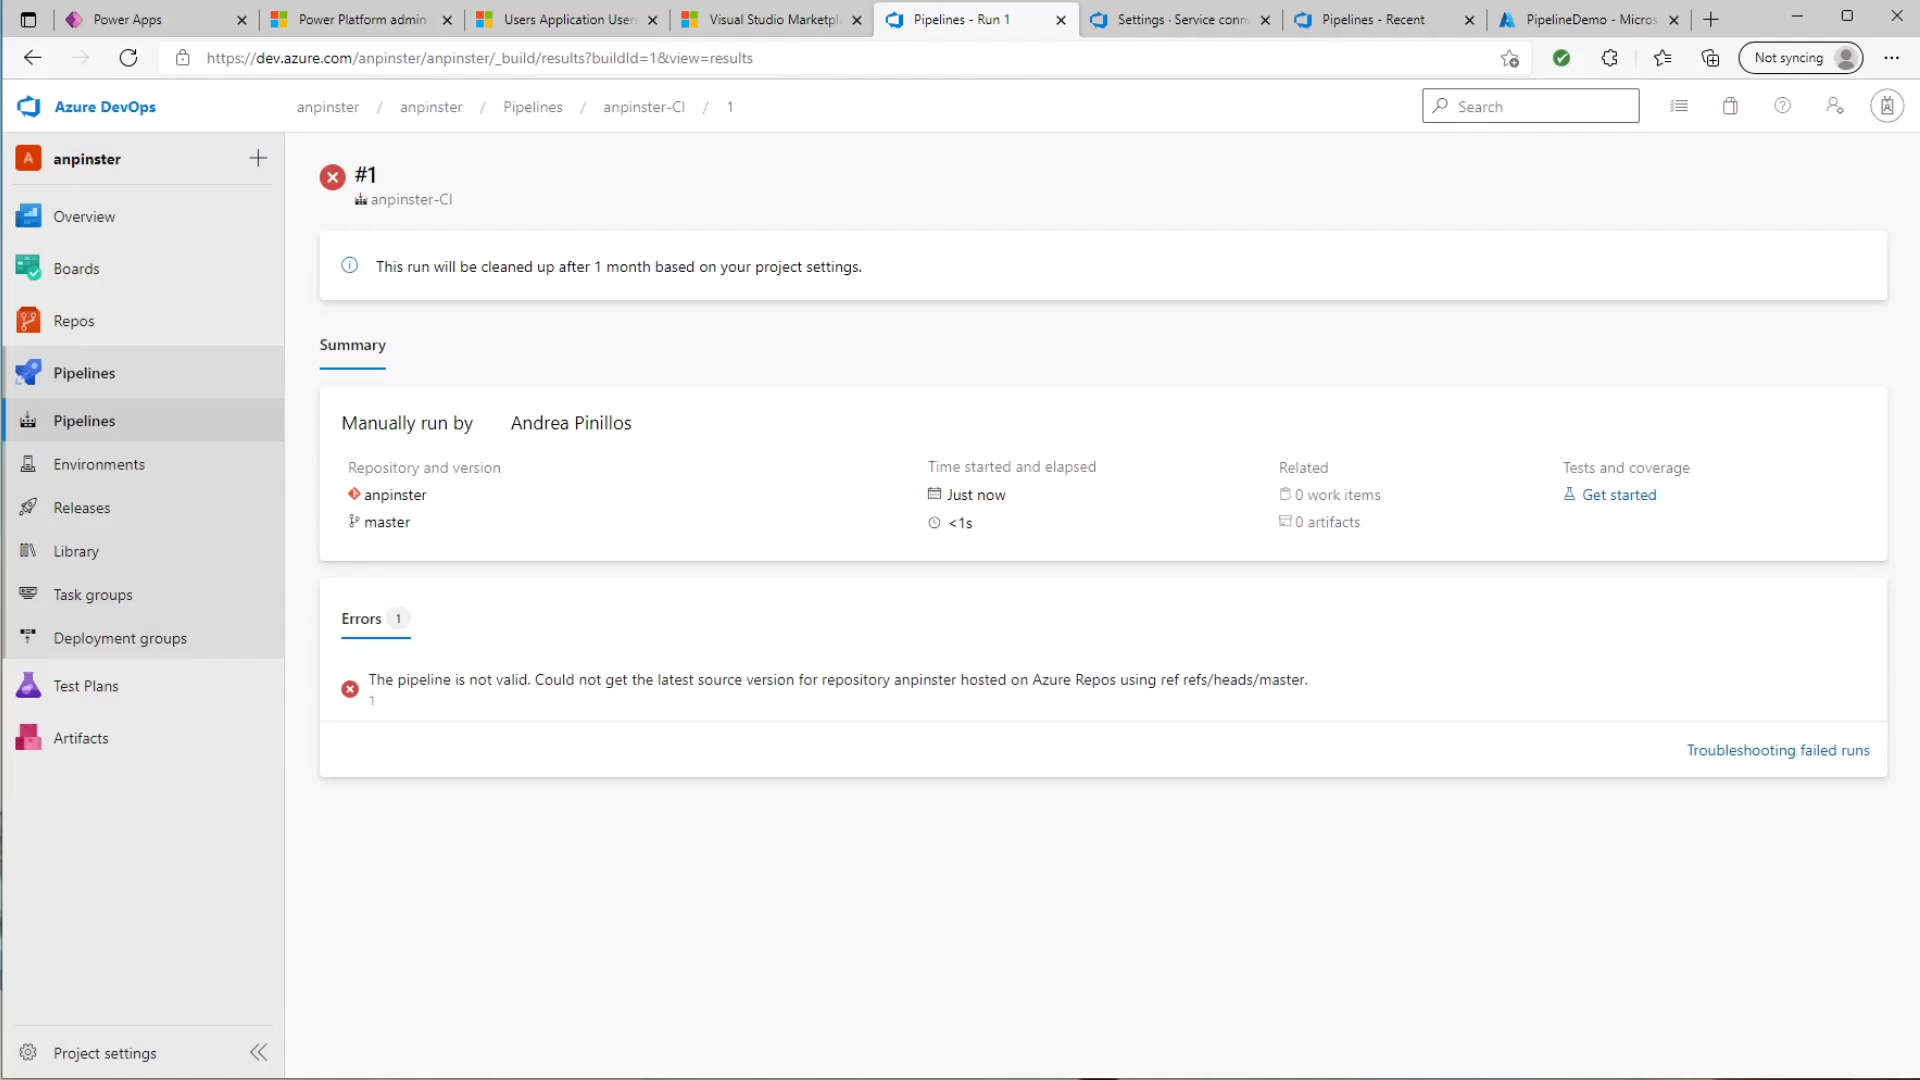 Power Apps
Power Platform admin
Users Application Users
Visual Studio Marketpl
Pipelines - Run 1
Settings · Service conn
Pipelines - Recent
PipelineDemo - Micros
https://dev.azure.com/anpinster/anpinster/_build/results?buildId=1&view=results
Not syncing
Azure DevOps
anpinster / anpinster / Pipelines / anpinster-CI / 1
Search
A anpinster
Overview
Boards
Repos
Pipelines
Pipelines
Environments
Releases
Library
Task groups
Deployment groups
Test Plans
Artifacts
Project settings
#1
anpinster-CI
This run will be cleaned up after 1 month based on your project settings.
Summary
Manually run by Andrea Pinillos
Repository and version
anpinster
master
Time started and elapsed
Just now
<1s
Related
0 work items
0 artifacts
Tests and coverage
Get started
Errors 1
The pipeline is not valid. Could not get the latest source version for repository anpinster hosted on Azure Repos using ref refs/heads/master.
1
Troubleshooting failed runs